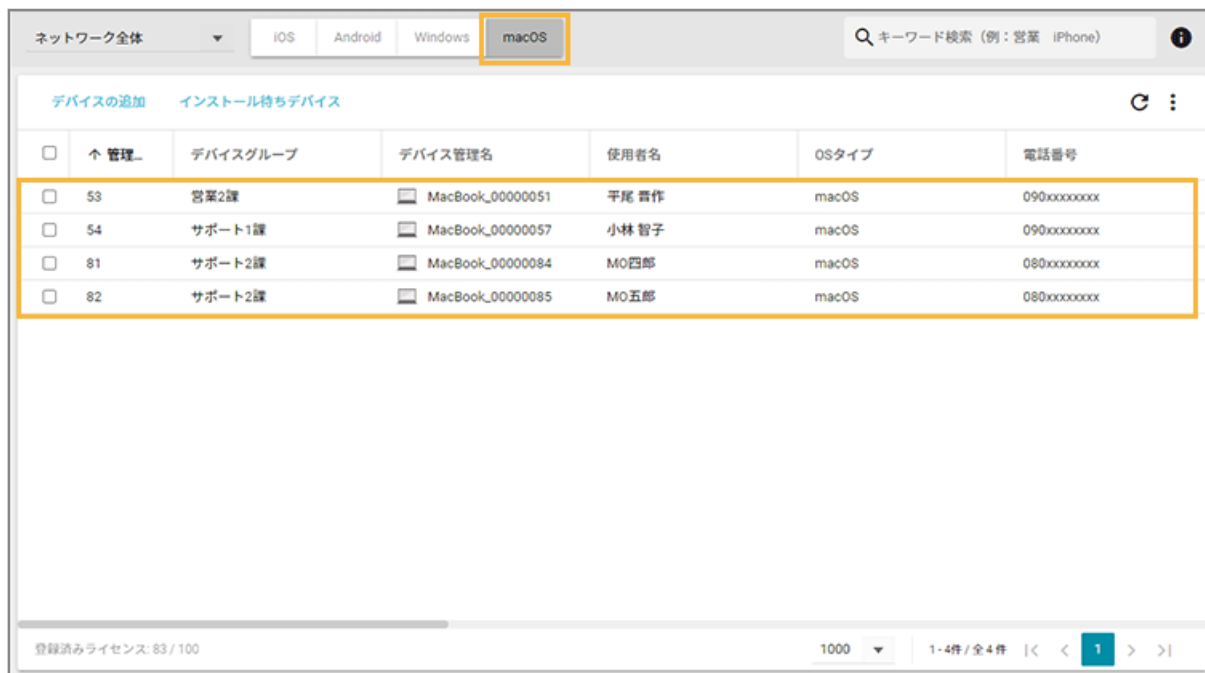 ネットワーク全体 iOS Android Windows macOS キーワード検索（例：営業 iPhone）
デバイスの追加 インストール待ちデバイス
↑ 管理... デバイスグループ デバイス管理名 使用者名 OSタイプ 電話番号
53 営業2課 MacBook_00000051 平尾 晋作 macOS 090xxxxxxxx
54 サポート1課 MacBook_00000057 小林 智子 macOS 090xxxxxxxx
81 サポート2課 MacBook_00000084 MO四郎 macOS 080xxxxxxxx
82 サポート2課 MacBook_00000085 MO五郎 macOS 080xxxxxxxx
登録済みライセンス: 83 / 100 1000 1 - 4件 / 全 4 件 1